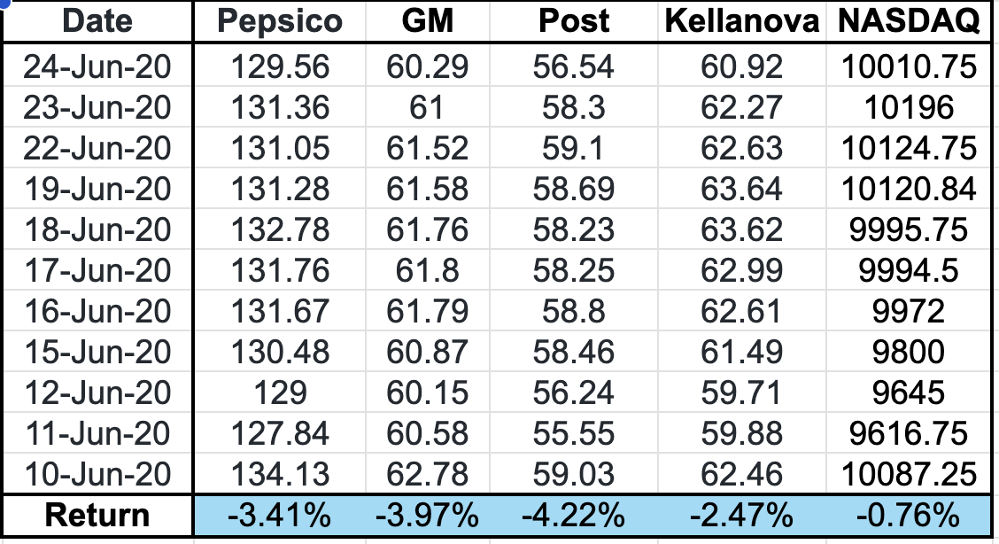 Date Pepsico GM Post Kellanova NASDAQ
24-Jun-20 129.56 60.29 56.54 60.92 10010.75
23-Jun-20 131.36 61 58.3 62.27 10196
22-Jun-20 131.05 61.52 59.1 62.63 10124.75
19-Jun-20 131.28 61.58 58.69 63.64 10120.84
18-Jun-20 132.78 61.76 58.23 63.62 9995.75
17-Jun-20 131.76 61.8 58.25 62.99 9994.5
16-Jun-20 131.67 61.79 58.8 62.61 9972
15-Jun-20 130.48 60.87 58.46 61.49 9800
12-Jun-20 129 60.15 56.24 59.71 9645
11-Jun-20 127.84 60.58 55.55 59.88 9616.75
10-Jun-20 134.13 62.78 59.03 62.46 10087.25
Return -3.41% -3.97% -4.22% -2.47% -0.76%